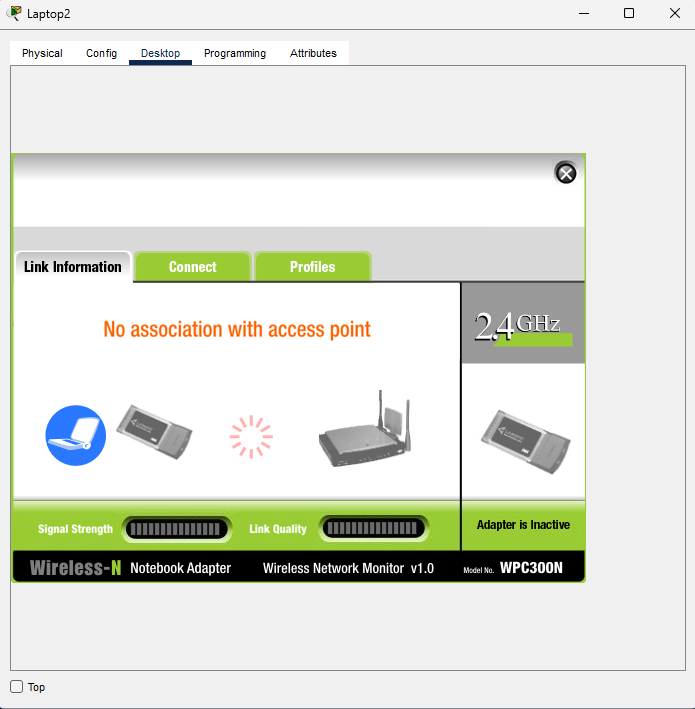 Laptop2
Physical Config Desktop Programming Attributes
Link Information Connect Profiles
No association with access point
2.4GHz
Signal Strength Link Quality Adapter is Inactive
Wireless-N Notebook Adapter Wireless Network Monitor v1.0 Model No. WPC300N
Top